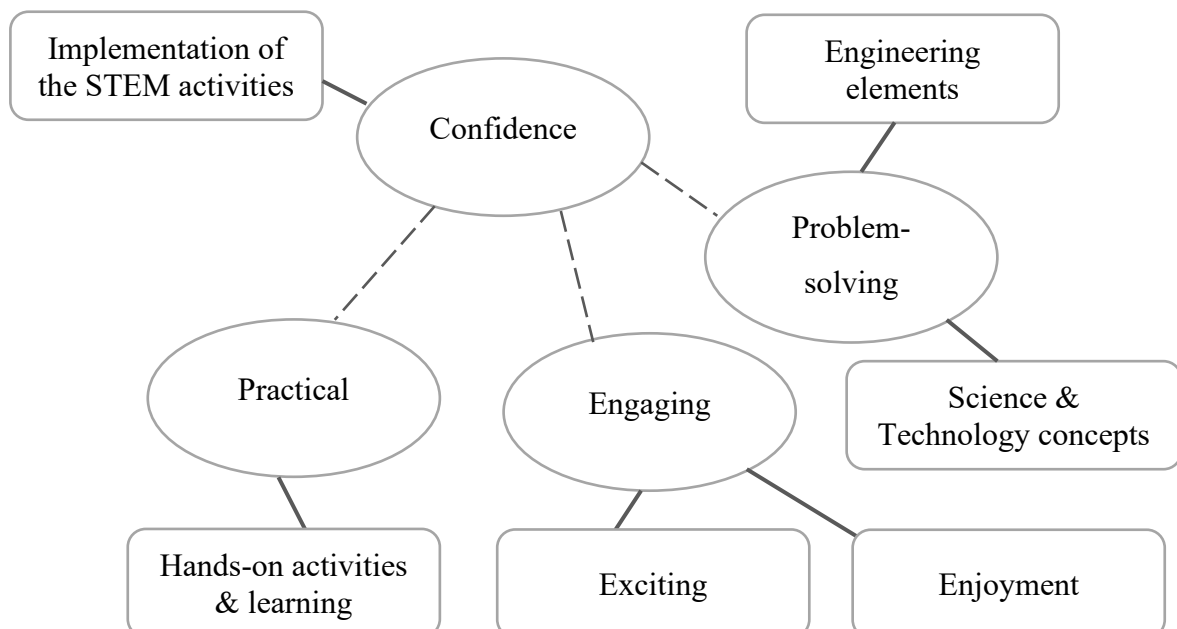 Implementation of
the STEM activities
Confidence
Engineering
elements
Problem-
solving
Practical
Engaging
Science &
Technology concepts
Hands-on activities
& learning
Exciting
Enjoyment